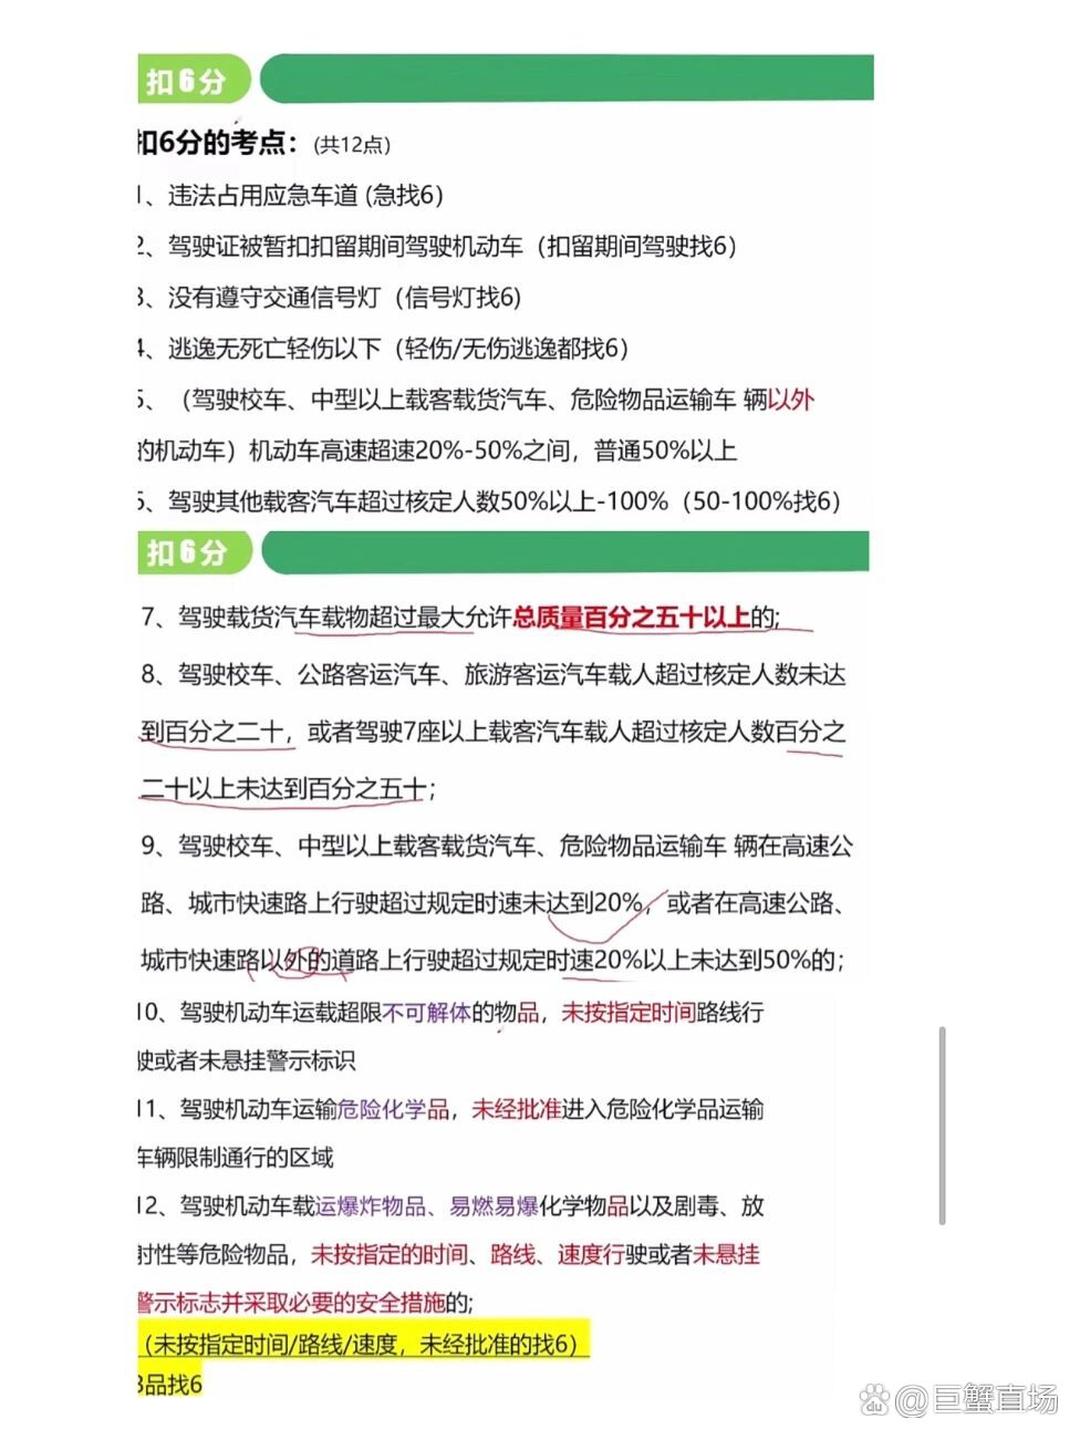 扣6分
扣6分的考点：(共12点)
1、违法占用应急车道 (急找6)
2、驾驶证被暂扣扣留期间驾驶机动车（扣留期间驾驶找6）
3、没有遵守交通信号灯（信号灯找6)
4、逃逸无死亡轻伤以下（轻伤/无伤逃逸都找6）
5、（驾驶校车、中型以上载客载货汽车、危险物品运输车 辆以外
的机动车）机动车高速超速20%-50%之间，普通50%以上
6、驾驶其他载客汽车超过核定人数50%以上-100%（50-100%找6）
扣6分
7、驾驶载货汽车载物超过最大允许总质量百分之五十以上的;
8、驾驶校车、公路客运汽车、旅游客运汽车载人超过核定人数未达
到百分之二十，或者驾驶7座以上载客汽车载人超过核定人数百分之
二十以上未达到百分之五十；
9、驾驶校车、中型以上载客载货汽车、危险物品运输车 辆在高速公
路、城市快速路上行驶超过规定时速未达到20%，或者在高速公路、
城市快速路以外的道路上行驶超过规定时速20%以上未达到50%的；
10、驾驶机动车运载超限不可解体的物品，未按指定时间路线行
驶或者未悬挂警示标识
11、驾驶机动车运输危险化学品，未经批准进入危险化学品运输
车辆限制通行的区域
12、驾驶机动车载运爆炸物品、易燃易爆化学物品以及剧毒、放
射性等危险物品，未按指定的时间、路线、速度行驶或者未悬挂
警示标志并采取必要的安全措施的;
（未按指定时间/路线/速度，未经批准的找6）
3品找6
Bai du @巨蟹直场